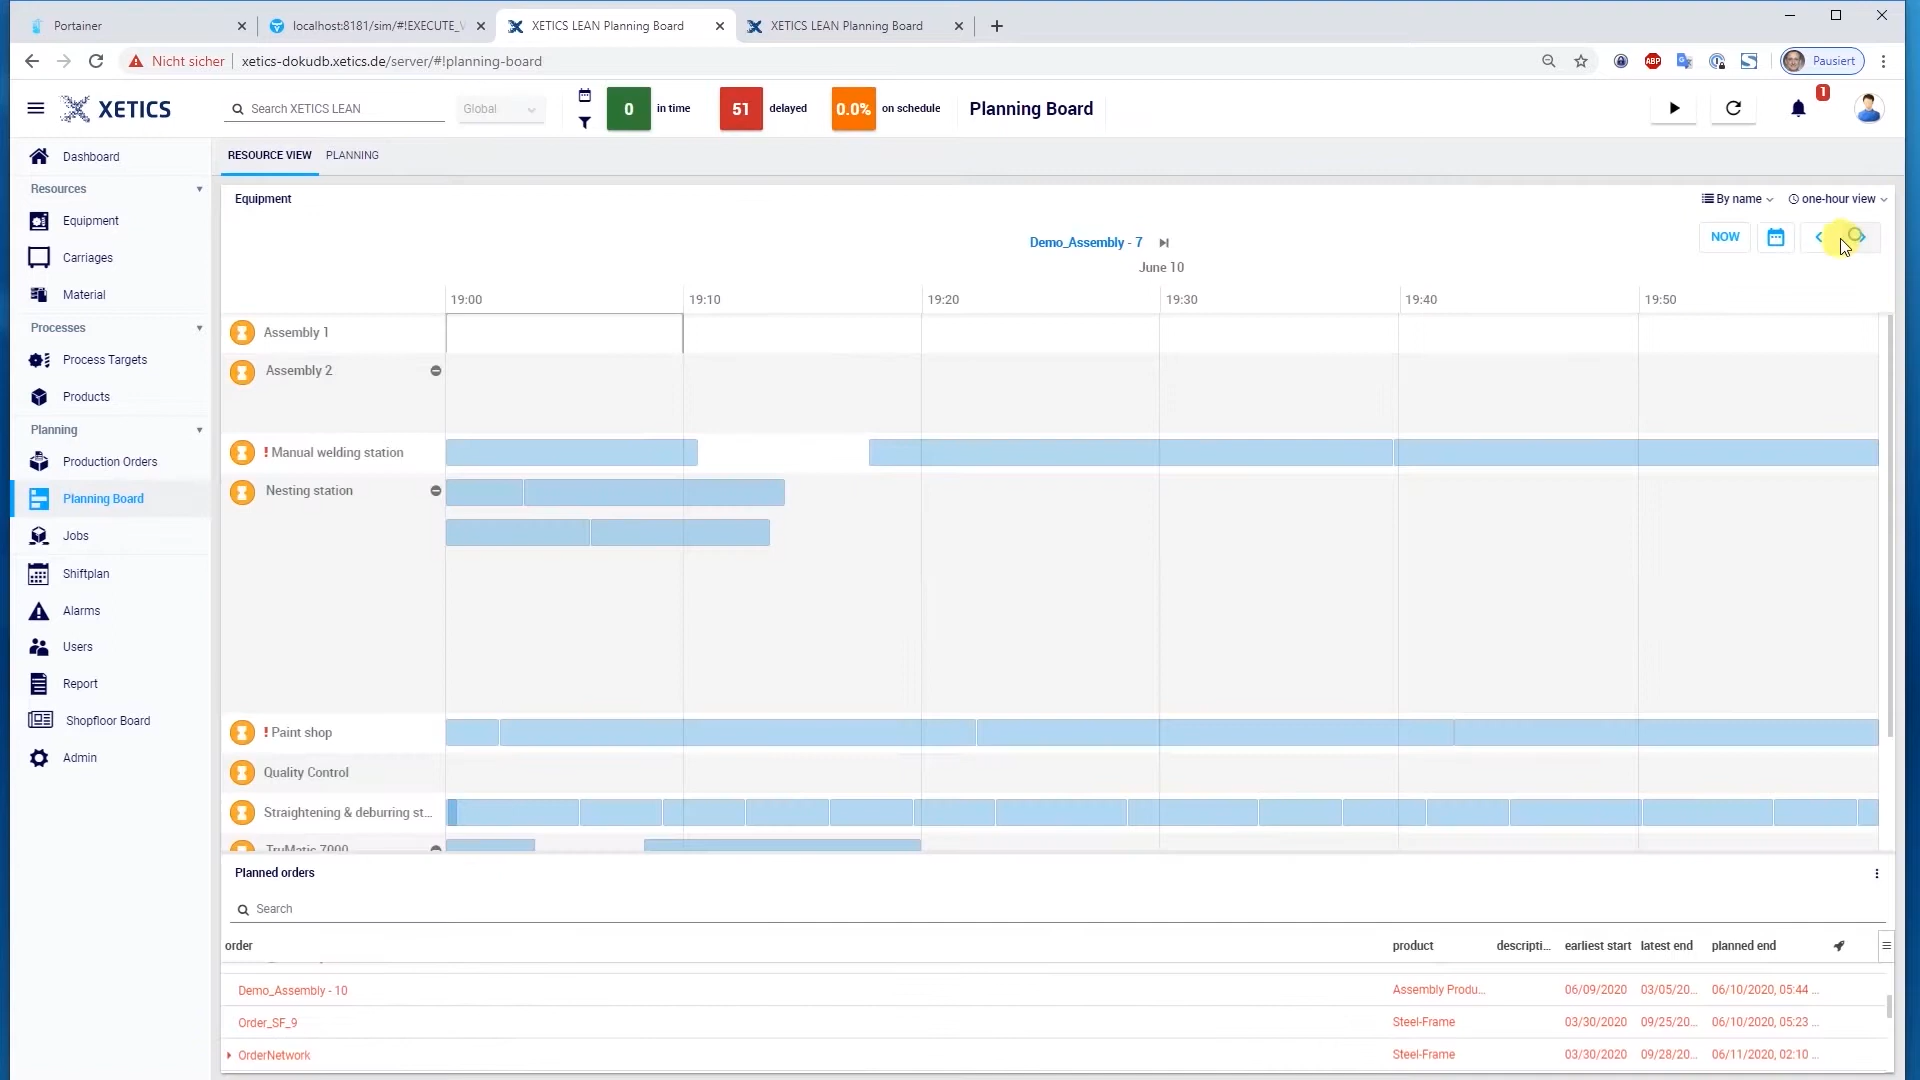 Portainer
localhost:8181/sim/#!EXECUTE_
XETICS LEAN Planning Board
XETICS LEAN Planning Board
Nicht sicher
xetics-dokudb.xetics.de/server/#!planning-board
ABP
Pausiert
XETICS
Search XETICS LEAN
Global
0 in time
51 delayed
0.0% on schedule
Planning Board
1
Dashboard
Resources
Equipment
Carriages
Material
Processes
Process Targets
Products
Planning
Production Orders
Planning Board
Jobs
Shiftplan
Alarms
Users
Report
Shopfloor Board
Admin
RESOURCE VIEW PLANNING
Equipment
By name
one-hour view
Demo_Assembly - 7
NOW
June 10
19:00 19:10 19:20 19:30 19:40 19:50
Assembly 1
Assembly 2
! Manual welding station
Nesting station
! Paint shop
Quality Control
Straightening & deburring st...
TruMatic 7000
Planned orders
Search
order product descripti... earliest start latest end planned end
Demo_Assembly - 10 Assembly Produ... 06/09/2020 03/05/20... 06/10/2020, 05:44 ...
Order_SF_9 Steel-Frame 03/30/2020 09/25/20... 06/10/2020, 05:23 ...
OrderNetwork Steel-Frame 03/30/2020 09/28/20... 06/11/2020, 02:10 ...